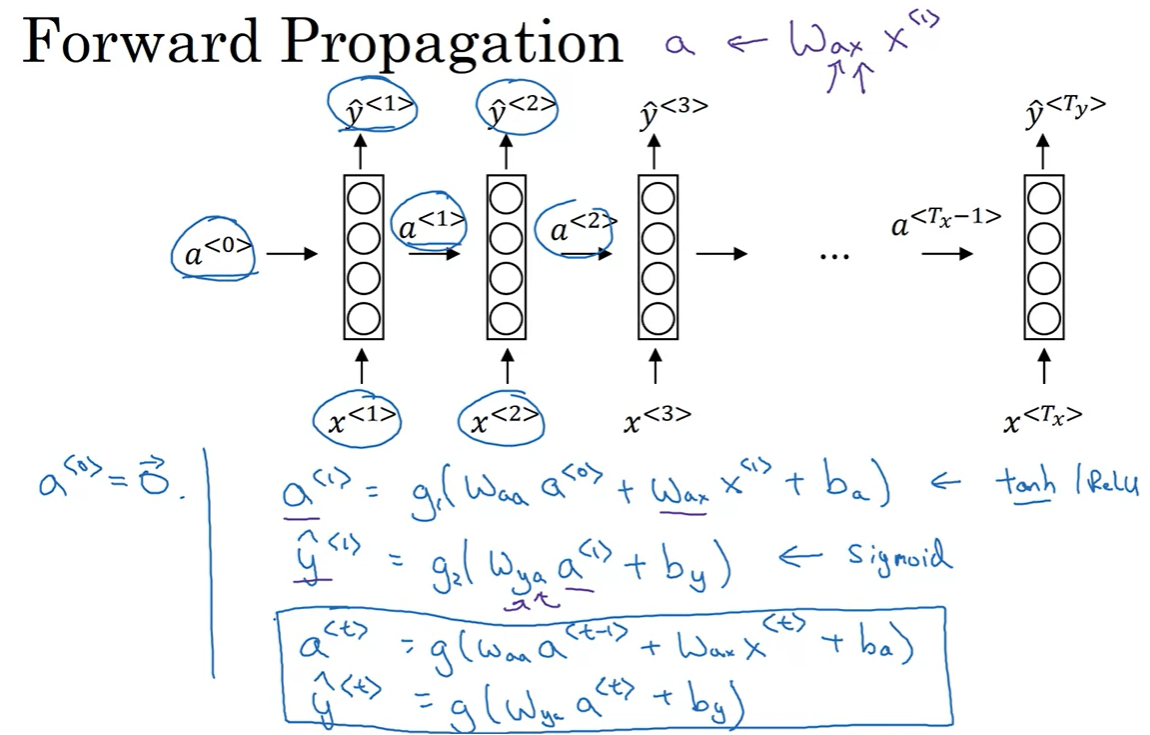 Forward Propagation a ← Wax x<1>
ŷ<1> ŷ<2> ŷ<3> ŷ<Ty>
a<0> a<1> a<2> ... a<Tx−1>
x<1> x<2> x<3> x<Tx>
a<0> = 0⃗.
a<1> = g₁(Waa a<0> + Wax x<1> + ba) ← tanh | ReLU
ŷ<1> = g₂(Wya a<1> + by) ← sigmoid
a<t> = g(Waa a<t-1> + Wax x<t> + ba)
ŷ<t> = g(Wya a<t> + by)